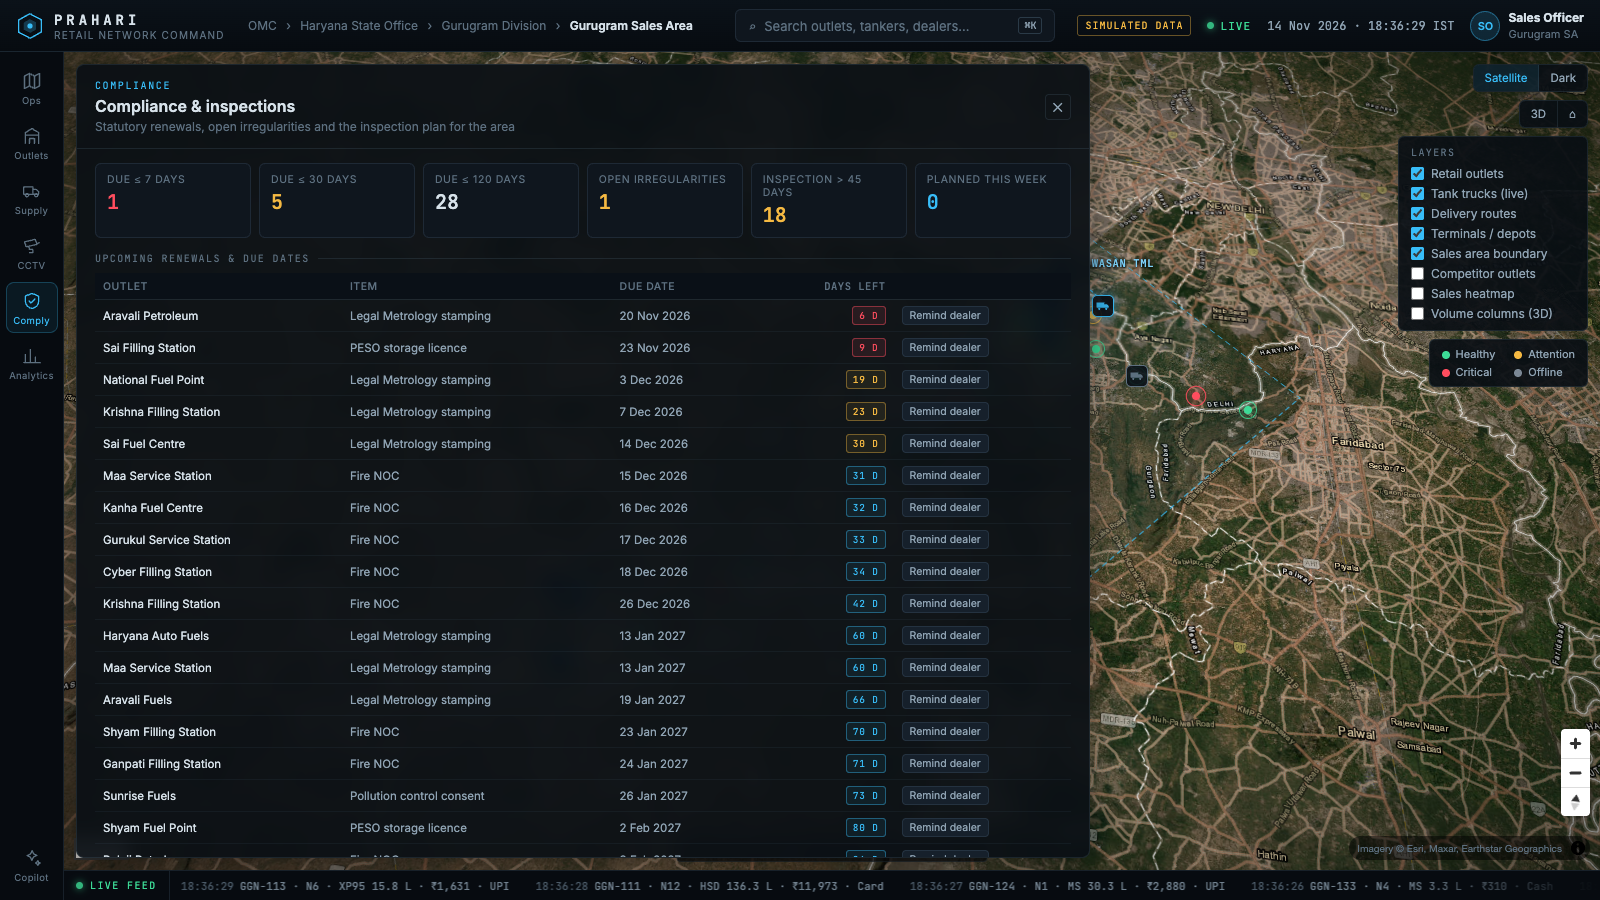 PRAHARI
RETAIL NETWORK COMMAND
OMC › Haryana State Office › Gurugram Division › Gurugram Sales Area
Search outlets, tankers, dealers... ⌘K
SIMULATED DATA
LIVE
14 Nov 2026 · 18:36:29 IST
SO
Sales Officer
Gurugram SA
Ops
Outlets
Supply
CCTV
Comply
Analytics
Copilot
COMPLIANCE
Compliance & inspections
Statutory renewals, open irregularities and the inspection plan for the area
DUE ≤ 7 DAYS
1
DUE ≤ 30 DAYS
5
DUE ≤ 120 DAYS
28
OPEN IRREGULARITIES
1
INSPECTION > 45 DAYS
18
PLANNED THIS WEEK
0
UPCOMING RENEWALS & DUE DATES
OUTLET ITEM DUE DATE DAYS LEFT
Aravali Petroleum Legal Metrology stamping 20 Nov 2026 6 D Remind dealer
Sai Filling Station PESO storage licence 23 Nov 2026 9 D Remind dealer
National Fuel Point Legal Metrology stamping 3 Dec 2026 19 D Remind dealer
Krishna Filling Station Legal Metrology stamping 7 Dec 2026 23 D Remind dealer
Sai Fuel Centre Legal Metrology stamping 14 Dec 2026 30 D Remind dealer
Maa Service Station Fire NOC 15 Dec 2026 31 D Remind dealer
Kanha Fuel Centre Fire NOC 16 Dec 2026 32 D Remind dealer
Gurukul Service Station Fire NOC 17 Dec 2026 33 D Remind dealer
Cyber Filling Station Fire NOC 18 Dec 2026 34 D Remind dealer
Krishna Filling Station Fire NOC 26 Dec 2026 42 D Remind dealer
Haryana Auto Fuels Legal Metrology stamping 13 Jan 2027 60 D Remind dealer
Maa Service Station Legal Metrology stamping 13 Jan 2027 60 D Remind dealer
Aravali Fuels Legal Metrology stamping 19 Jan 2027 66 D Remind dealer
Shyam Filling Station Fire NOC 23 Jan 2027 70 D Remind dealer
Ganpati Filling Station Fire NOC 24 Jan 2027 71 D Remind dealer
Sunrise Fuels Pollution control consent 26 Jan 2027 73 D Remind dealer
Shyam Fuel Point PESO storage licence 2 Feb 2027 80 D Remind dealer
Satellite Dark
3D
LAYERS
Retail outlets
Tank trucks (live)
Delivery routes
Terminals / depots
Sales area boundary
Competitor outlets
Sales heatmap
Volume columns (3D)
Healthy Attention
Critical Offline
NEW DELHI
WASAN TML
HARYANA
DELHI
Faridabad
Sector 75
Gurgaon
Faridabad
Piyala
Palwal
Mewat
Faridabad
KMP Expressway
Nuh-Palwal Road
Palwal
Rajeev Nagar
Samsabad
Hathin
Imagery © Esri, Maxar, Earthstar Geographics
LIVE FEED
18:36:29 GGN-113 · N6 · XP95 15.8 L · ₹1,631 · UPI
18:36:28 GGN-111 · N12 · HSD 136.3 L · ₹11,973 · Card
18:36:27 GGN-124 · N1 · MS 30.3 L · ₹2,880 · UPI
18:36:26 GGN-133 · N4 · MS 3.3 L · ₹310 · Cash